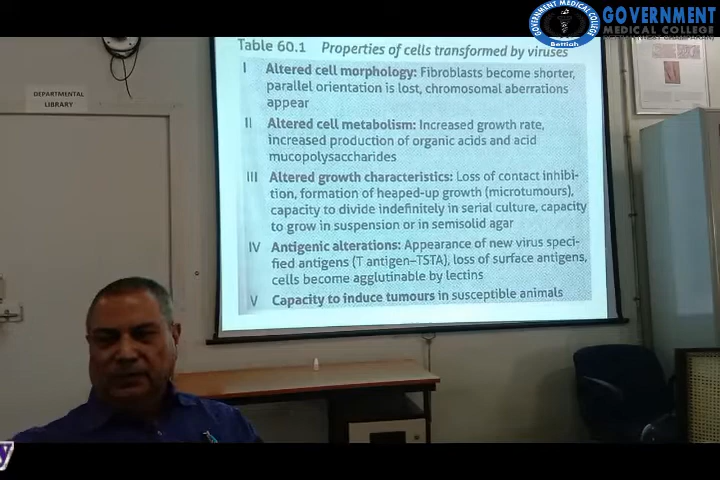 GOVERNMENT
MEDICAL COLLEGE
GOVERNMENT MEDICAL COLLEGE
Bettiah
DEPARTMENTAL
LIBRARY
Table 60.1 Properties of cells transformed by viruses
I Altered cell morphology: Fibroblasts become shorter,
parallel orientation is lost, chromosomal aberrations
appear
II Altered cell metabolism: Increased growth rate,
increased production of organic acids and acid
mucopolysaccharides
III Altered growth characteristics: Loss of contact inhibi-
tion, formation of heaped-up growth (microtumours),
capacity to divide indefinitely in serial culture, capacity
to grow in suspension or in semisolid agar
IV Antigenic alterations: Appearance of new virus speci-
fied antigens (T antigen–TSTA), loss of surface antigens,
cells become agglutinable by lectins
V Capacity to induce tumours in susceptible animals
y